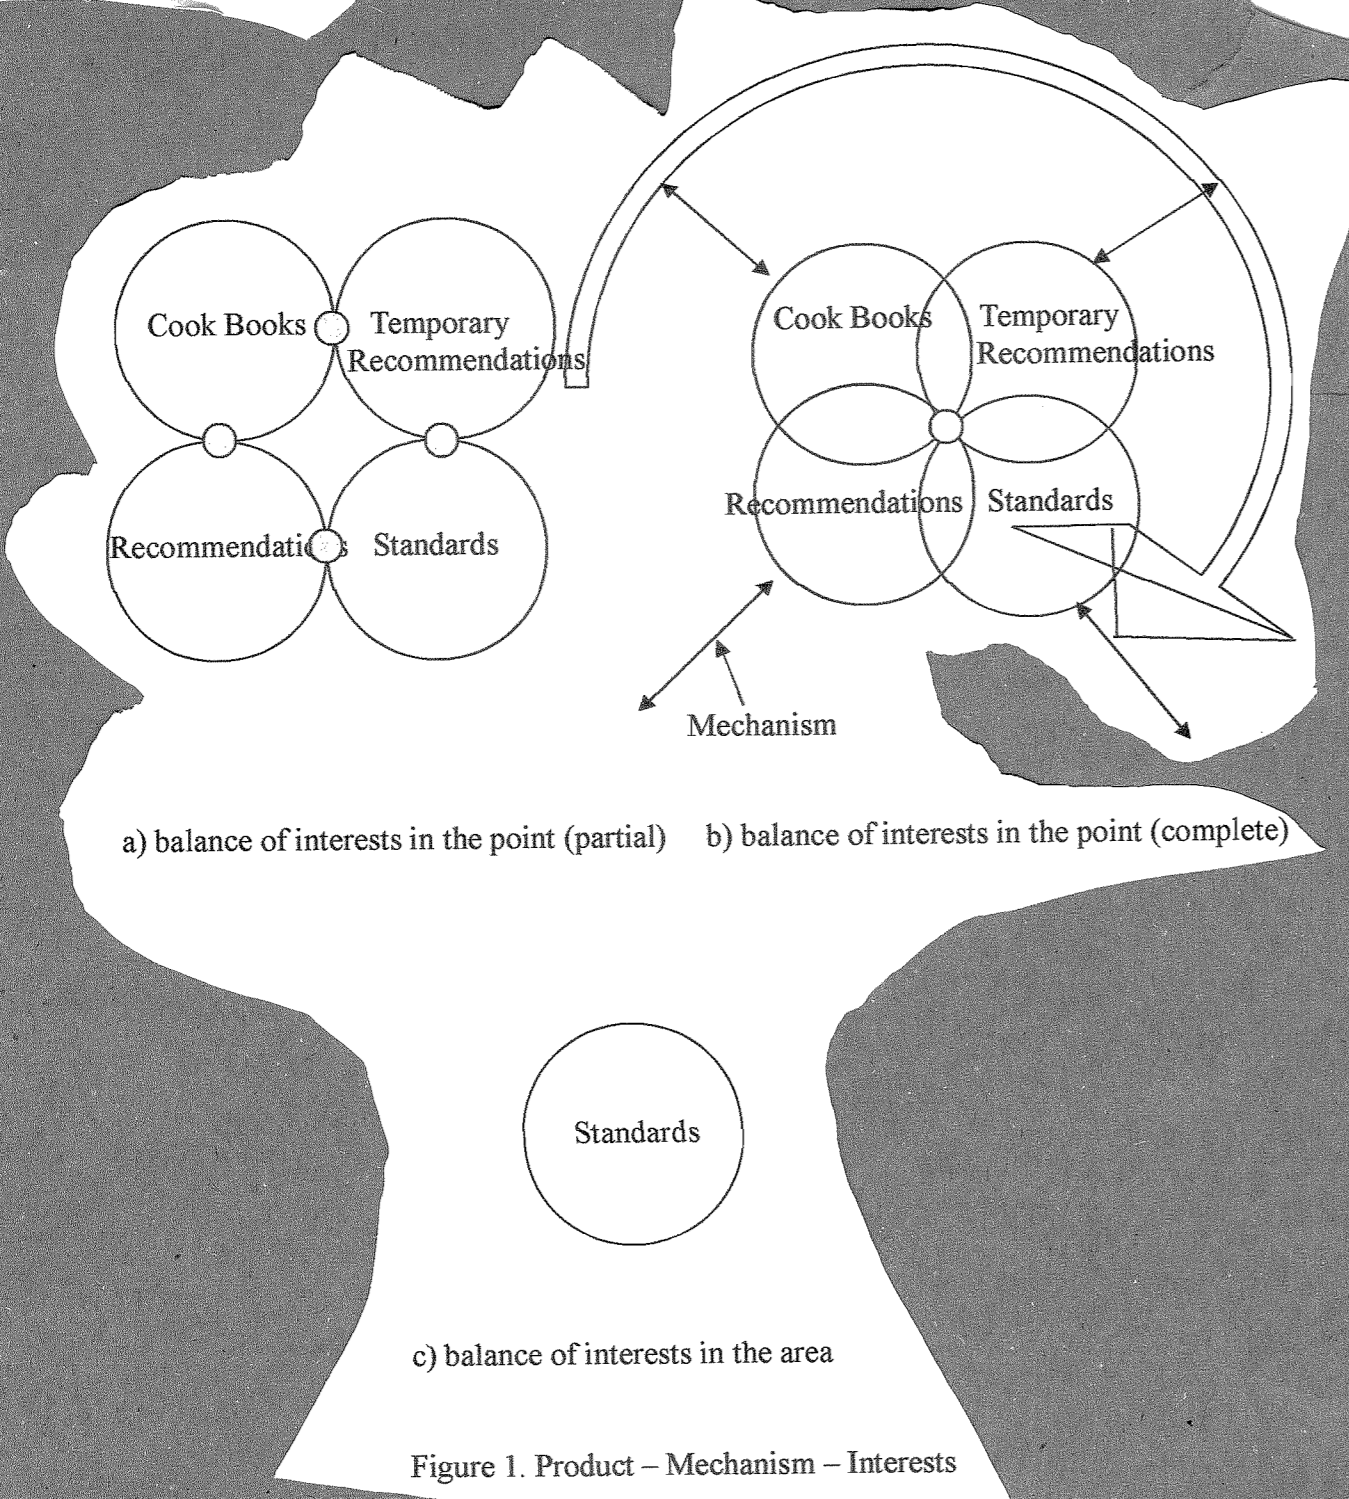 Cook Books
Temporary
Recommendations
Recommendations
Standards
Cook Books
Temporary
Recommendations
Recommendations
Standards
Mechanism
a) balance of interests in the point (partial)
b) balance of interests in the point (complete)
Standards
c) balance of interests in the area
Figure 1. Product – Mechanism – Interests